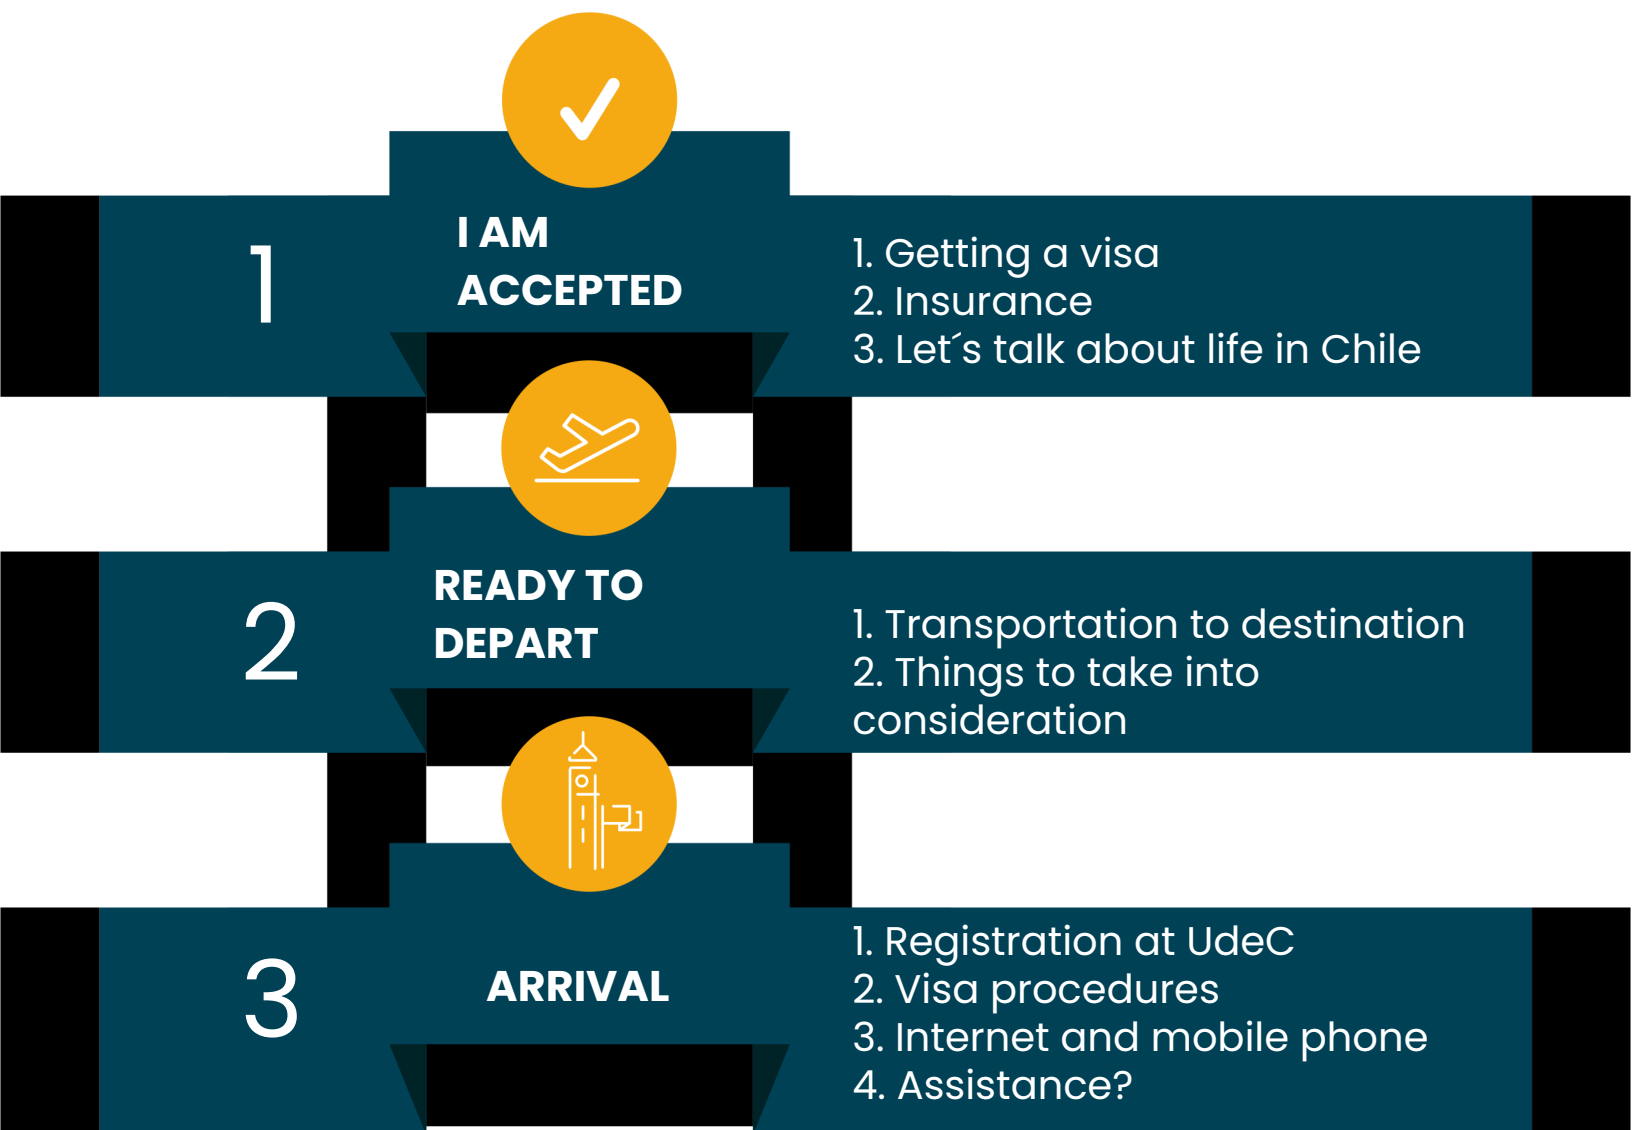 1
I AM
ACCEPTED
1. Getting a visa
2. Insurance
3. Let´s talk about life in Chile
2
READY TO
DEPART
1. Transportation to destination
2. Things to take into
consideration
3
ARRIVAL
1. Registration at UdeC
2. Visa procedures
3. Internet and mobile phone
4. Assistance?